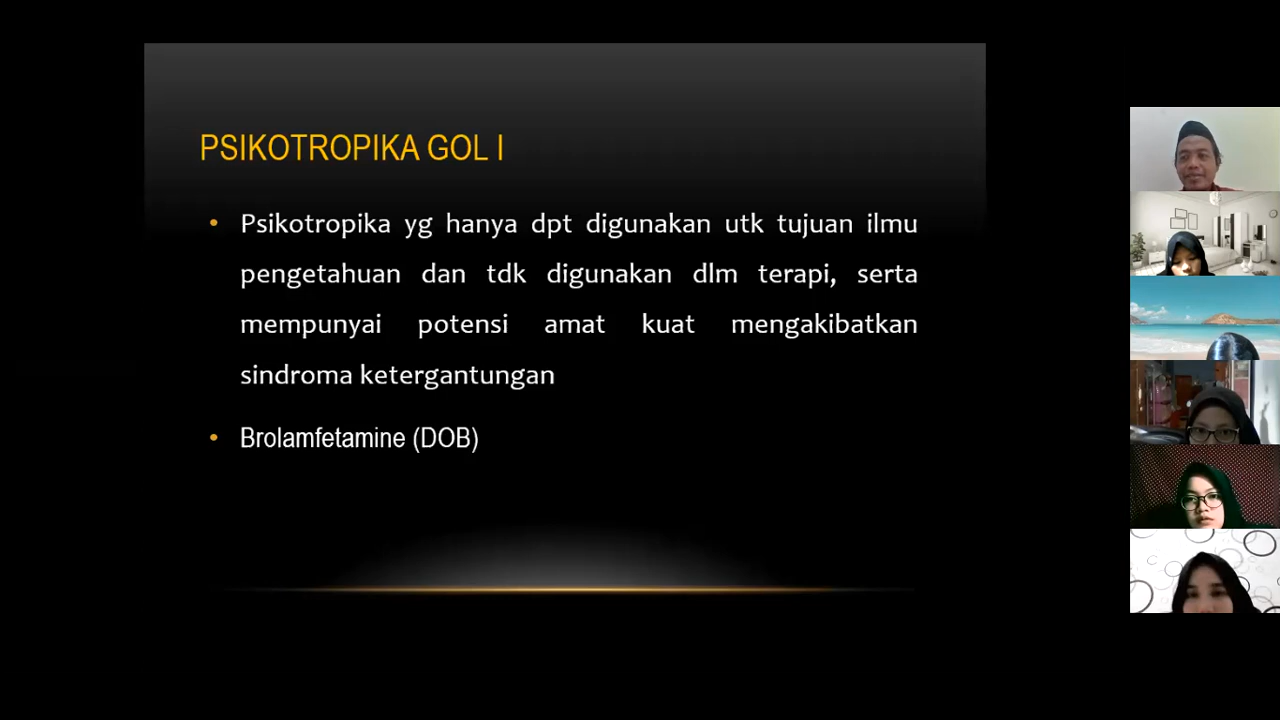 PSIKOTROPIKA GOL I
• Psikotropika yg hanya dpt digunakan utk tujuan ilmu
pengetahuan dan tdk digunakan dlm terapi, serta
mempunyai potensi amat kuat mengakibatkan
sindroma ketergantungan
• Brolamfetamine (DOB)